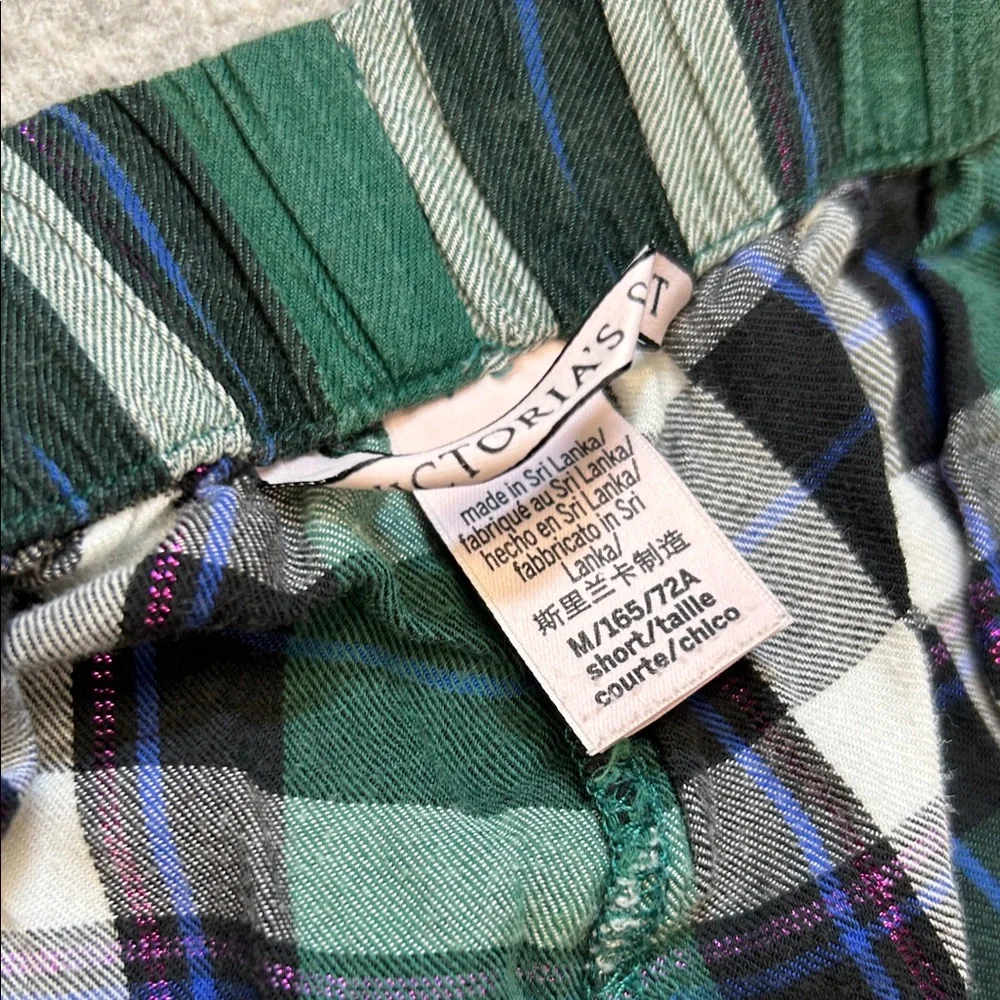 VICTORIA'S
made in Sri Lanka/
fabriqué au Sri Lanka/
hecho en Sri Lanka/
fabbricato in Sri
Lanka/
斯里兰卡制造
M/165/72A
short/taille
courte/chico